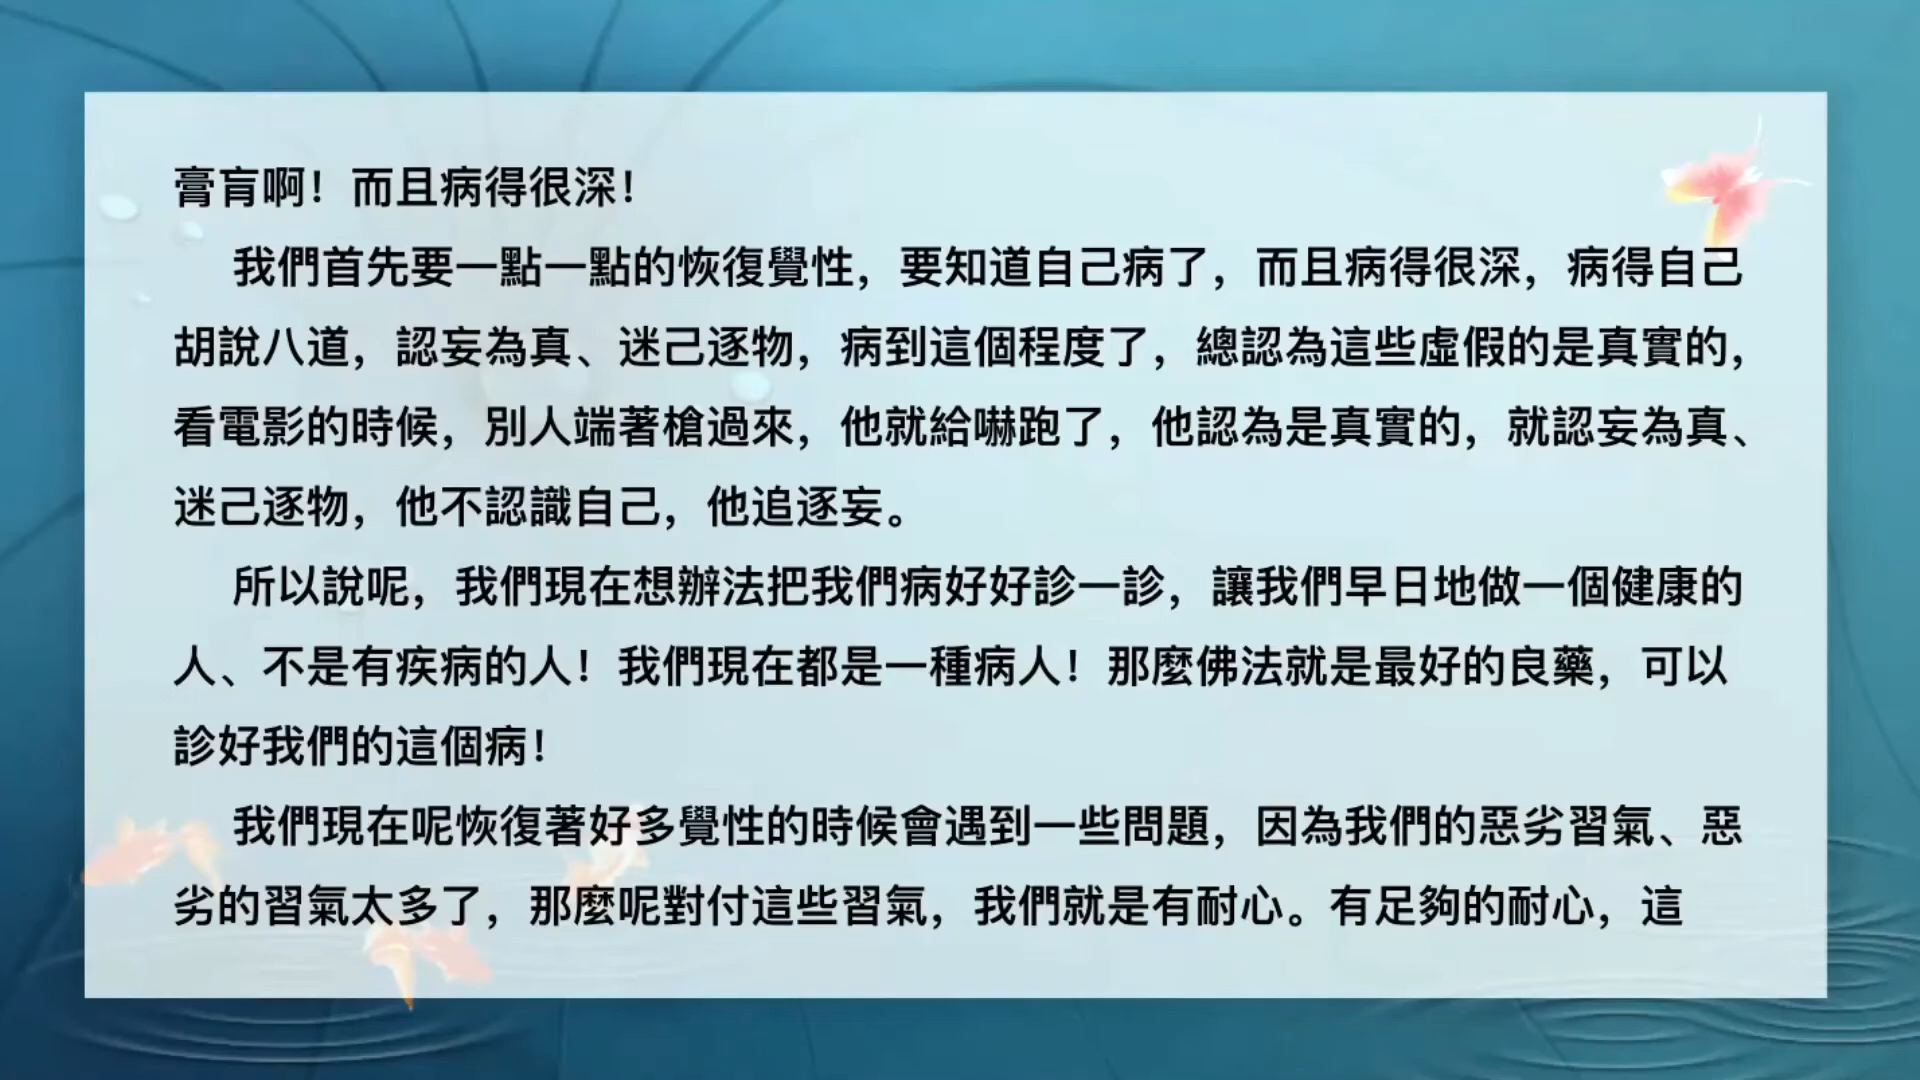 膏肓啊！而且病得很深！
我們首先要一點一點的恢復覺性，要知道自己病了，而且病得很深，病得自己
胡說八道，認妄為真、迷己逐物，病到這個程度了，總認為這些虛假的是真實的，
看電影的時候，別人端著槍過來，他就給嚇跑了，他認為是真實的，就認妄為真、
迷己逐物，他不認識自己，他追逐妄。
所以說呢，我們現在想辦法把我們病好好診一診，讓我們早日地做一個健康的
人、不是有疾病的人！我們現在都是一種病人！那麼佛法就是最好的良藥，可以
診好我們的這個病！
我們現在呢恢復著好多覺性的時候會遇到一些問題，因為我們的惡劣習氣、惡
劣的習氣太多了，那麼呢對付這些習氣，我們就是有耐心。有足夠的耐心，這